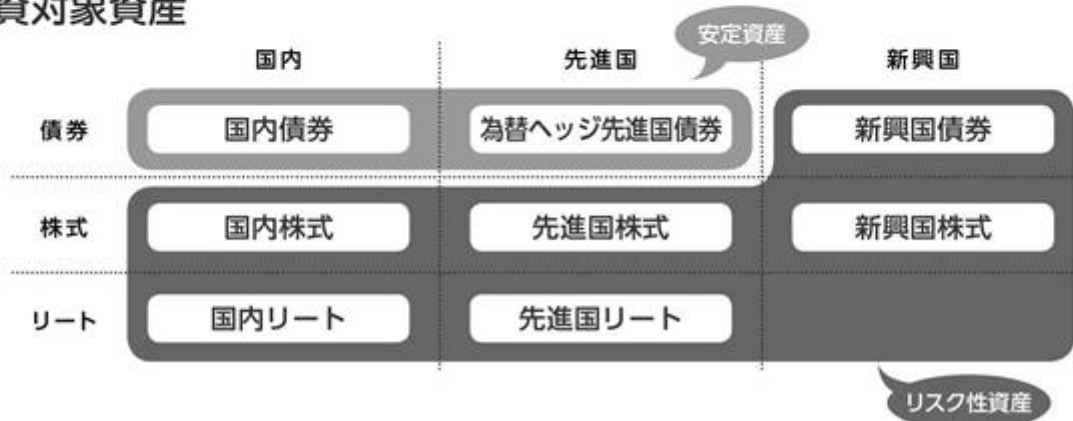 資対象資産
安定資産
国内 先進国 新興国
債券 国内債券 為替ヘッジ先進国債券 新興国債券
株式 国内株式 先進国株式 新興国株式
リート 国内リート 先進国リート
リスク性資産